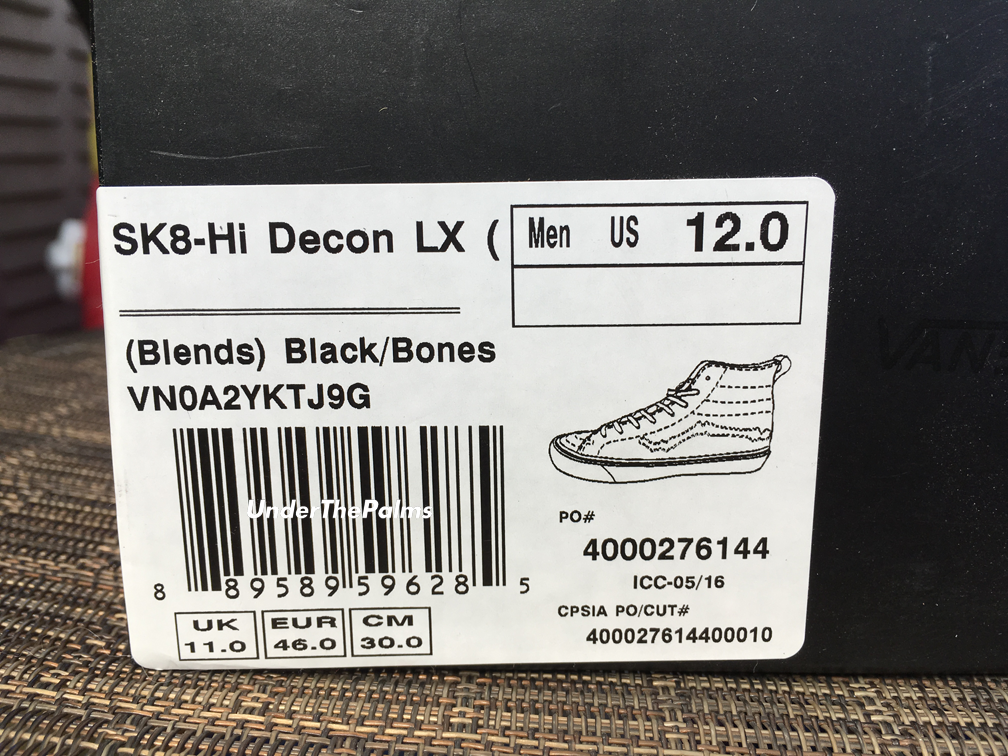 SK8-Hi Decon LX (
Men US 12.0
(Blends) Black/Bones
VN0A2YKTJ9G
UnderThePalms
8 89589 59628 5
UK EUR CM
11.0 46.0 30.0
PO#
4000276144
ICC-05/16
CPSIA PO/CUT#
400027614400010
VANS